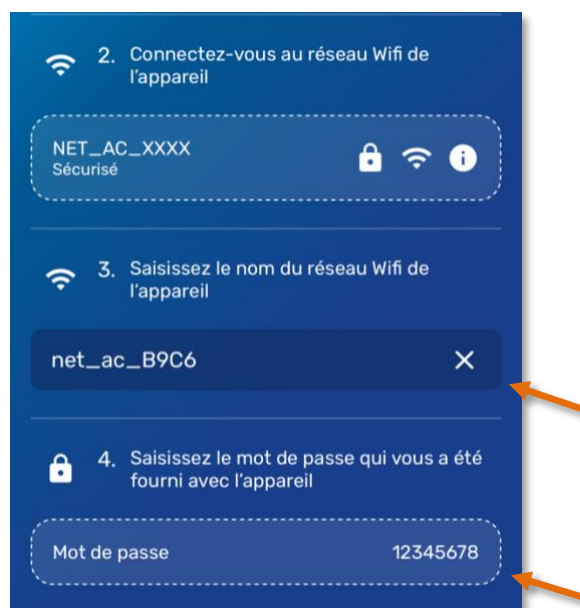 2. Connectez-vous au réseau Wifi de
l'appareil
NET_AC_XXXX
Sécurisé
3. Saisissez le nom du réseau Wifi de
l'appareil
net_ac_B9C6
4. Saisissez le mot de passe qui vous a été
fourni avec l'appareil
Mot de passe 12345678